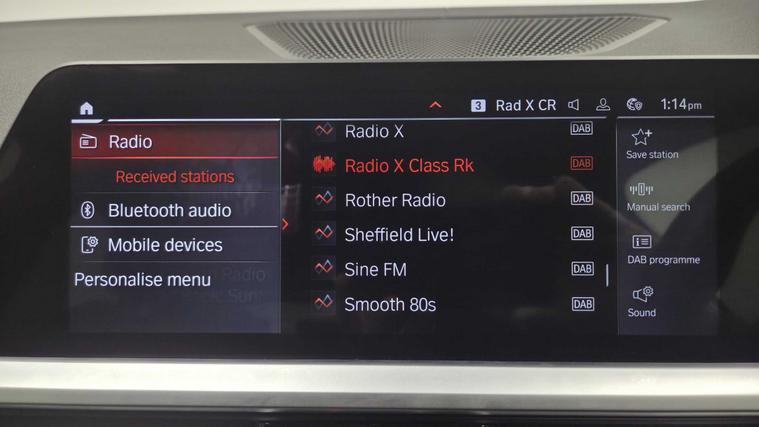 3 Rad X CR 1:14 pm
Radio
Received stations
Bluetooth audio
Mobile devices
Personalise menu
Radio X DAB
Radio X Class Rk DAB
Rother Radio DAB
Sheffield Live! DAB
Sine FM DAB
Smooth 80s DAB
Save station
Manual search
DAB programme
Sound